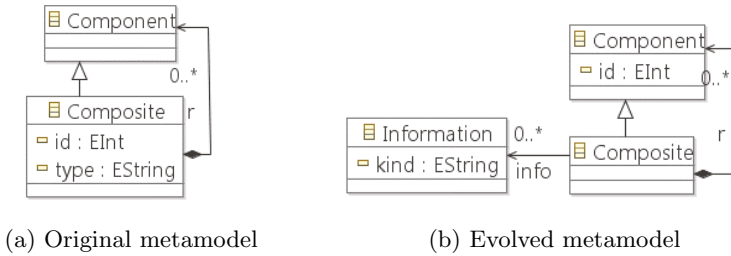 Component
0..*
Composite
r
id : EInt
type : EString
(a) Original metamodel
Component
id : EInt
0..*
Information
0..*
r
kind : EString
info
Composite
(b) Evolved metamodel